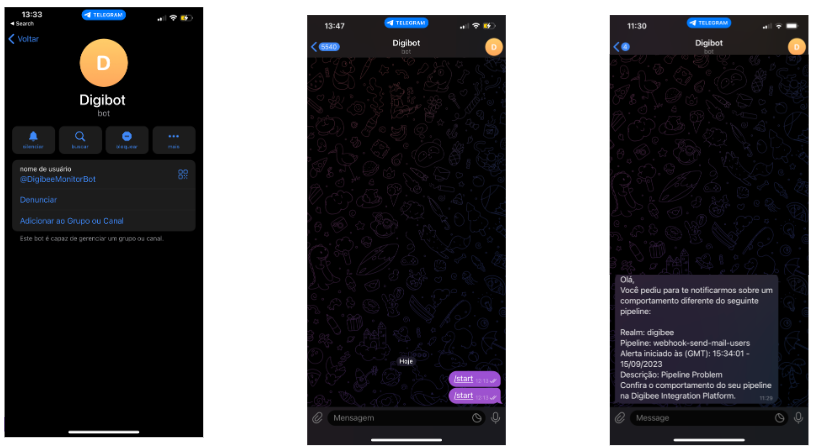 13:33
TELEGRAM
Search
Voltar
D
Digibot
bot
silenciar
buscar
bloquear
mais
nome de usuário
@DigibeeMonitorBot
Denunciar
Adicionar ao Grupo ou Canal
Este bot é capaz de gerenciar um grupo ou canal.
13:47
TELEGRAM
5540
Digibot
bot
D
Hoje
/start 12:13
/start 12:13
Mensagem
11:30
TELEGRAM
4
Digibot
bot
D
Olá,
Você pediu para te notificarmos sobre um
comportamento diferente do seguinte
pipeline:
Realm: digibee
Pipeline: webhook-send-mail-users
Alerta iniciado às (GMT): 15:34:01 -
15/09/2023
Descrição: Pipeline Problem
Confira o comportamento do seu pipeline
na Digibee Integration Platform. 11:29
Message